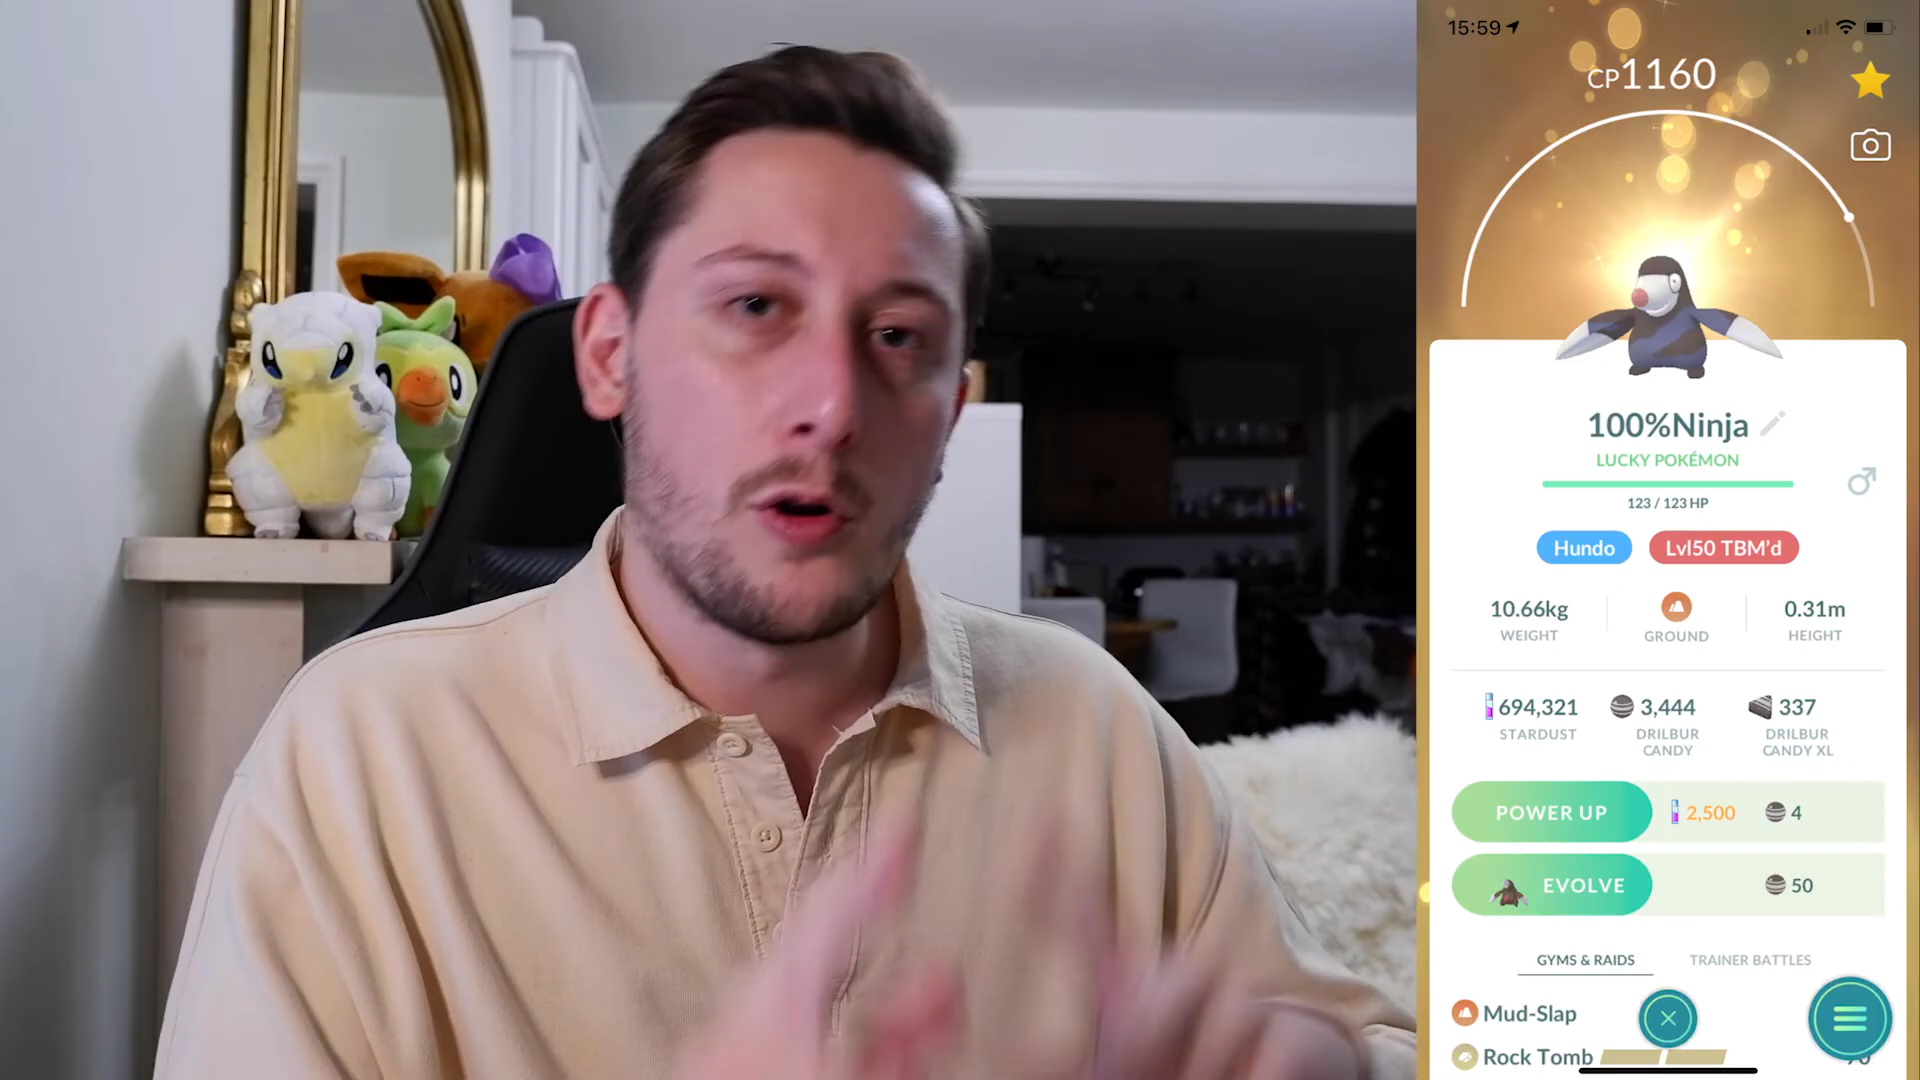 15:59
CP1160
100%Ninja
LUCKY POKÉMON
123 / 123 HP
Hundo
Lvl50 TBM'd
10.66kg
WEIGHT
GROUND
0.31m
HEIGHT
694,321
STARDUST
3,444
DRILBUR
CANDY
337
DRILBUR
CANDY XL
POWER UP
2,500
4
EVOLVE
50
GYMS & RAIDS
TRAINER BATTLES
Mud-Slap
Rock Tomb